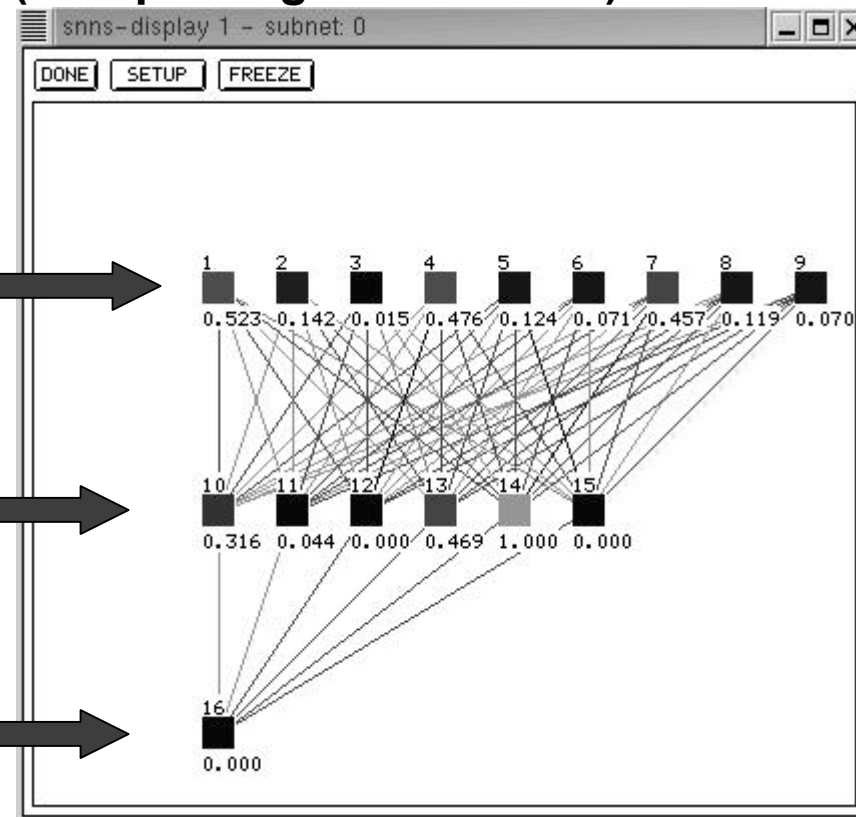 snns-display 1 - subnet: 0
DONE SETUP FREEZE
1 2 3 4 5 6 7 8 9
0.523 0.142 0.015 0.476 0.124 0.071 0.457 0.119 0.070
10 11 12 13 14 15
0.316 0.044 0.000 0.469 1.000 0.000
16
0.000